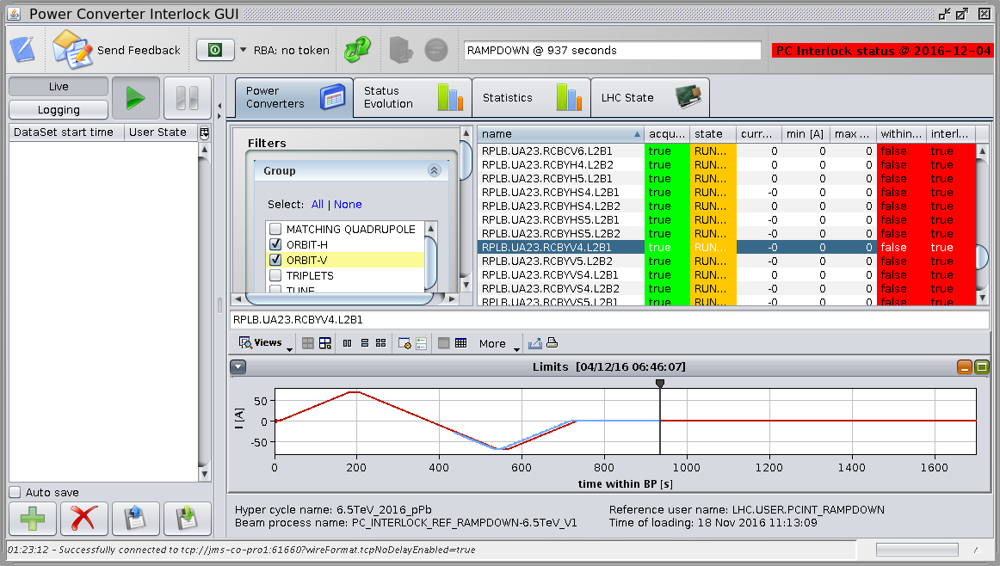 Power Converter Interlock GUI
Send Feedback
RBA: no token
RAMPDOWN @ 937 seconds
PC Interlock status @ 2016-12-04
Live
Logging
DataSet start time User State
Power Converters
Status Evolution
Statistics
LHC State
Filters
Group
Select: All | None
MATCHING QUADRUPOLE
ORBIT-H
ORBIT-V
TRIPLETS
TUNE
name acqu... state curr... min [A] max ... within... interl...
RPLB.UA23.RCBCV6.L2B1 true RUN... 0 0 0 false true
RPLB.UA23.RCBYH4.L2B2 true RUN... 0 0 0 false true
RPLB.UA23.RCBYH5.L2B1 true RUN... 0 0 0 false true
RPLB.UA23.RCBYHS4.L2B1 true RUN... -0 0 0 false true
RPLB.UA23.RCBYHS4.L2B2 true RUN... -0 0 0 false true
RPLB.UA23.RCBYHS5.L2B1 true RUN... -0 0 0 false true
RPLB.UA23.RCBYHS5.L2B2 true RUN... -0 0 0 false true
RPLB.UA23.RCBYV4.L2B1 true RUN... -0 0 0 false true
RPLB.UA23.RCBYV5.L2B2 true RUN... -0 0 0 false true
RPLB.UA23.RCBYVS4.L2B1 true RUN... -0 0 0 false true
RPLB.UA23.RCBYVS4.L2B2 true RUN... -0 0 0 false true
RPLB.UA23.RCBYVS5.L2B1 true RUN... -0 0 0 false true
RPLB.UA23.RCBYV4.L2B1
Views
More
Limits [04/12/16 06:46:07]
I [A]
50
0
-50
0 200 400 600 800 1000 1200 1400 1600
time within BP [s]
Auto save
Hyper cycle name: 6.5TeV_2016_pPb
Beam process name: PC_INTERLOCK_REF_RAMPDOWN-6.5TeV_V1
Reference user name: LHC.USER.PCINT_RAMPDOWN
Time of loading: 18 Nov 2016 11:13:09
01:23:12 - Successfully connected to tcp://jms-co-pro1:61660?wireFormat.tcpNoDelayEnabled=true